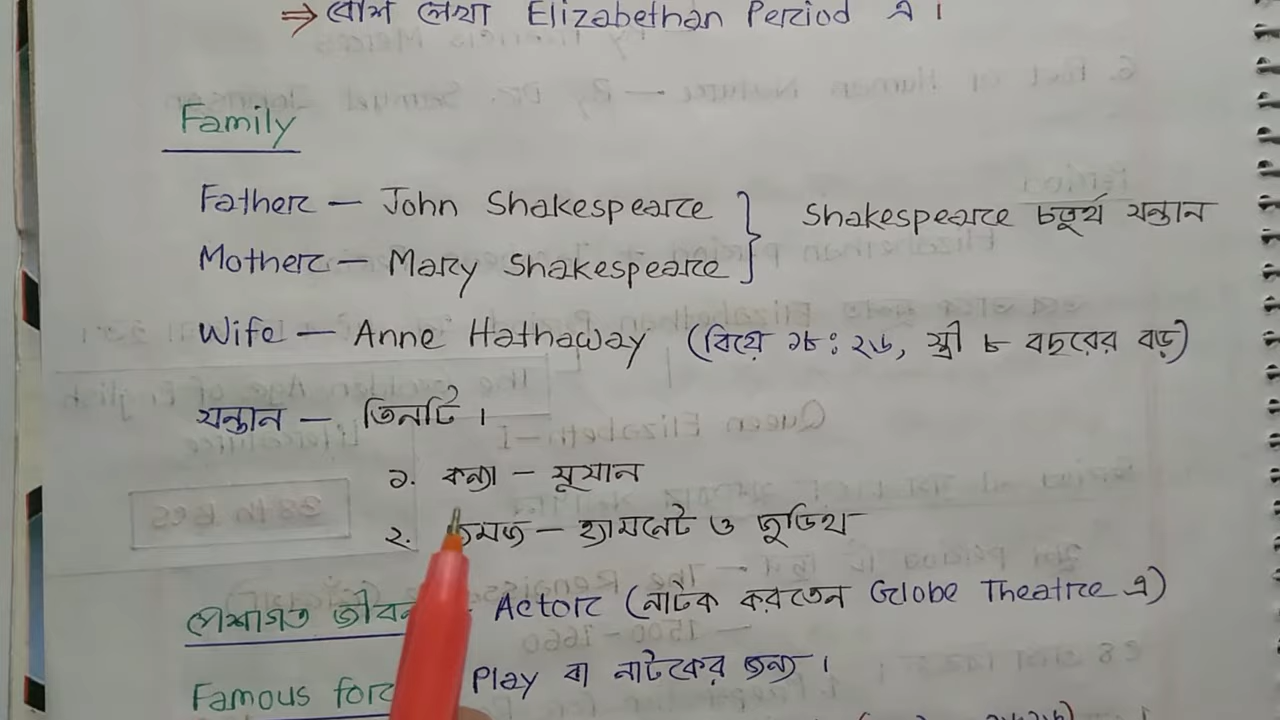 ⇒ বেশি লেখা Elizabethan Period এ।
Family
Father – John Shakespeare } Shakespeare চতুর্থ সন্তান
Mother – Mary Shakespeare
Wife – Anne Hathaway (বিয়ে ১৮:২৬, স্ত্রী ৮ বছরের বড়)
সন্তান – তিনটি।
১. কন্যা – সুসান
২. – হ্যামনেট ও জুডিথ
পেশাগত জীবন – Actor (নাটক করতেন Globe Theatre এ)
Famous for Play বা নাটকের জন্য।